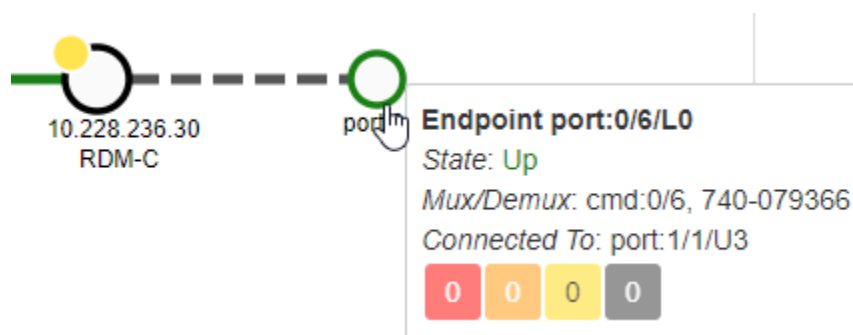 10.228.236.30
RDM-C
port
Endpoint port:0/6/L0
State: Up
Mux/Demux: cmd:0/6, 740-079366
Connected To: port:1/1/U3
0 0 0 0